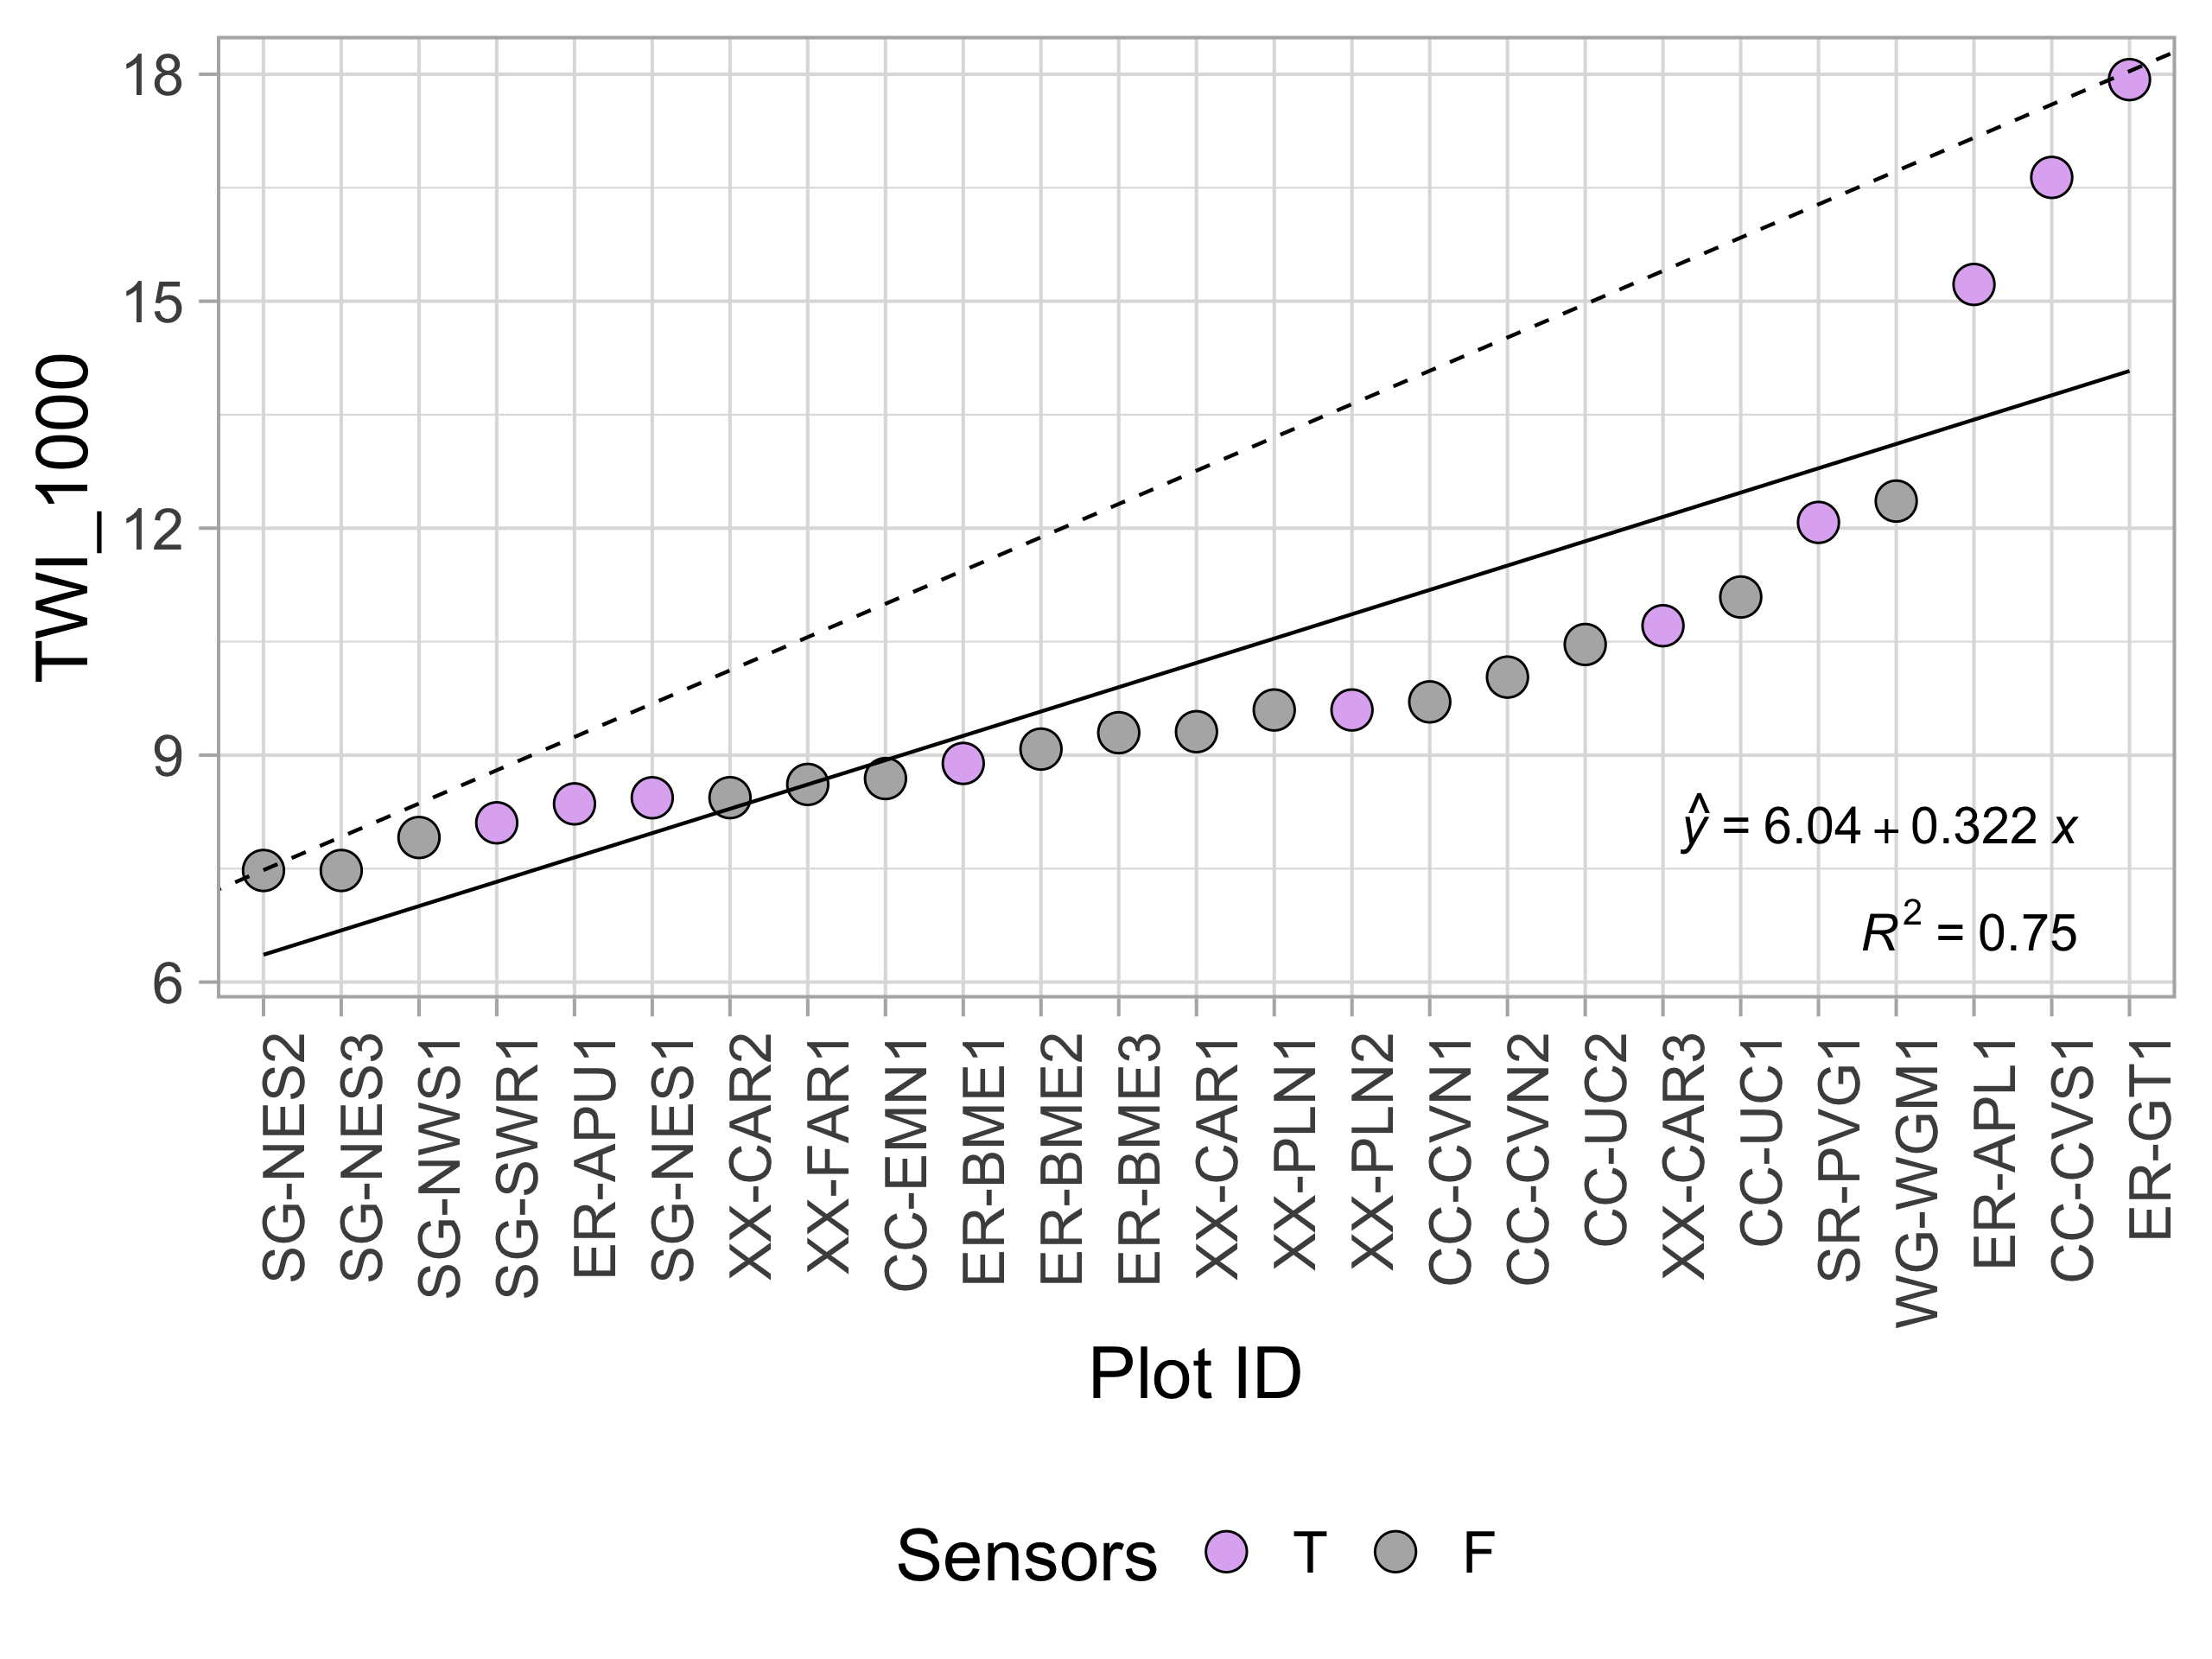 TWI_1000
18
15
12
9
6
ŷ = 6.04 + 0.322 x
R² = 0.75
SG-NES2
SG-NES3
SG-NWS1
SG-SWR1
ER-APU1
SG-NES1
XX-CAR2
XX-FAR1
CC-EMN1
ER-BME1
ER-BME2
ER-BME3
XX-CAR1
XX-PLN1
XX-PLN2
CC-CVN1
CC-CVN2
CC-UC2
XX-CAR3
CC-UC1
SR-PVG1
WG-WGM1
ER-APL1
CC-CVS1
ER-GT1
Plot ID
Sensors T F